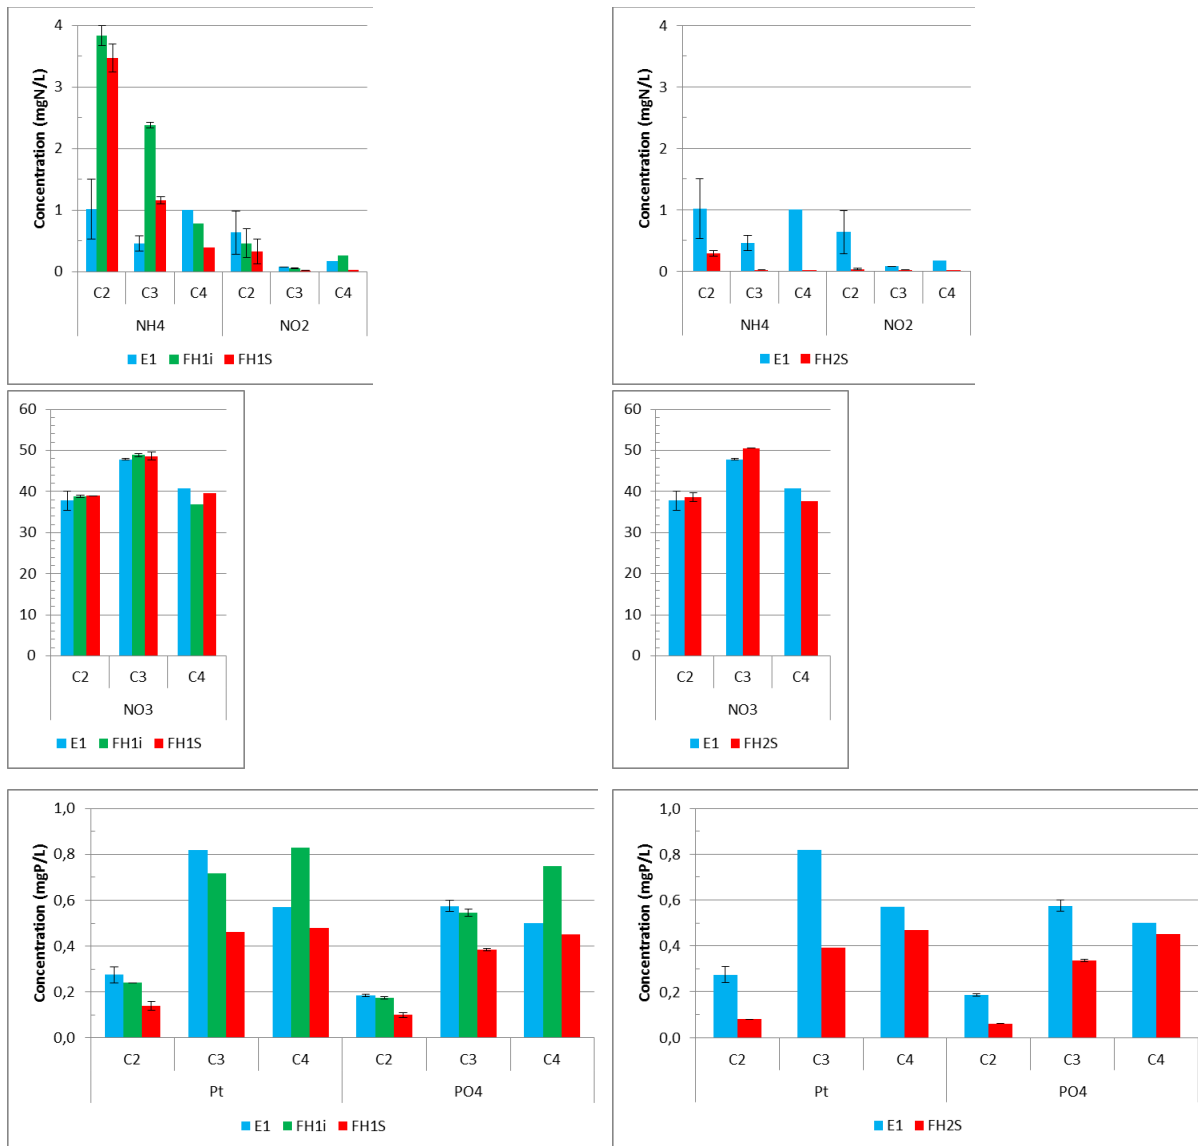 Concentration (mgN/L)
4
3
2
1
0
C2 C3 C4 C2 C3 C4
NH4 NO2
E1 FH1i FH1S
Concentration (mgN/L)
4
3
2
1
0
C2 C3 C4 C2 C3 C4
NH4 NO2
E1 FH2S
60
50
40
30
20
10
0
C2 C3 C4
NO3
E1 FH1i FH1S
60
50
40
30
20
10
0
C2 C3 C4
NO3
E1 FH2S
Concentration (mgP/L)
1,0
0,8
0,6
0,4
0,2
0,0
C2 C3 C4 C2 C3 C4
Pt PO4
E1 FH1i FH1S
Concentration (mgP/L)
1,0
0,8
0,6
0,4
0,2
0,0
C2 C3 C4 C2 C3 C4
Pt PO4
E1 FH2S